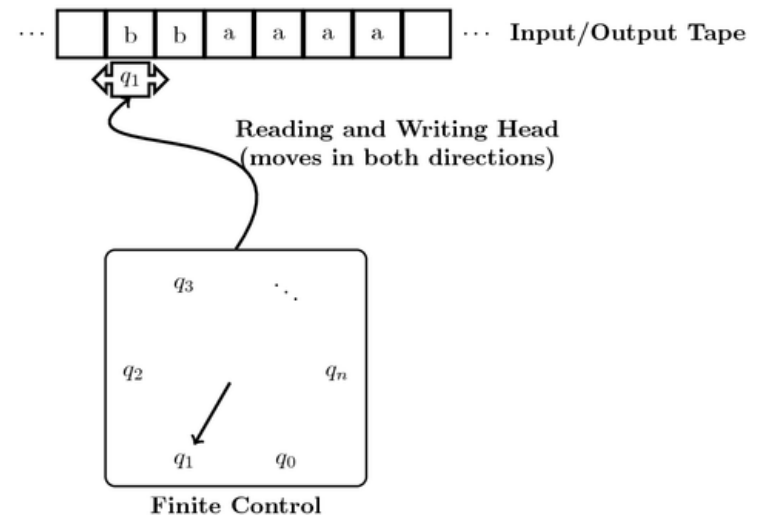 ... b b a a a a ... Input/Output Tape
q₁
Reading and Writing Head
(moves in both directions)
q₃ ⋱
q₂ qₙ
q₁ q₀
Finite Control